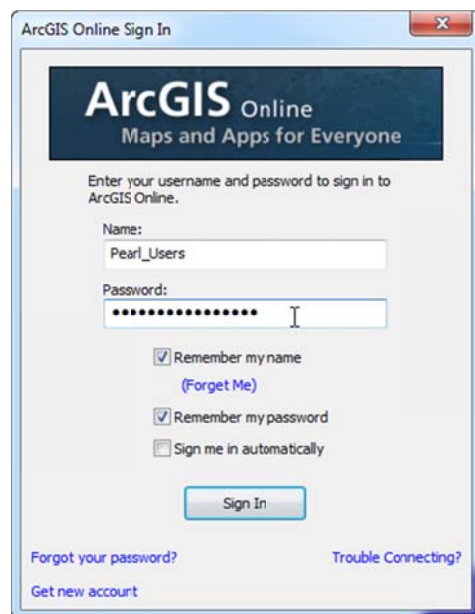 ArcGIS Online Sign In
ArcGIS Online
Maps and Apps for Everyone
Enter your username and password to sign in to
ArcGIS Online.
Name:
Pearl_Users
Password:
••••••••••••••••
Remember my name
(Forget Me)
Remember my password
Sign me in automatically
Sign In
Forgot your password? Trouble Connecting?
Get new account